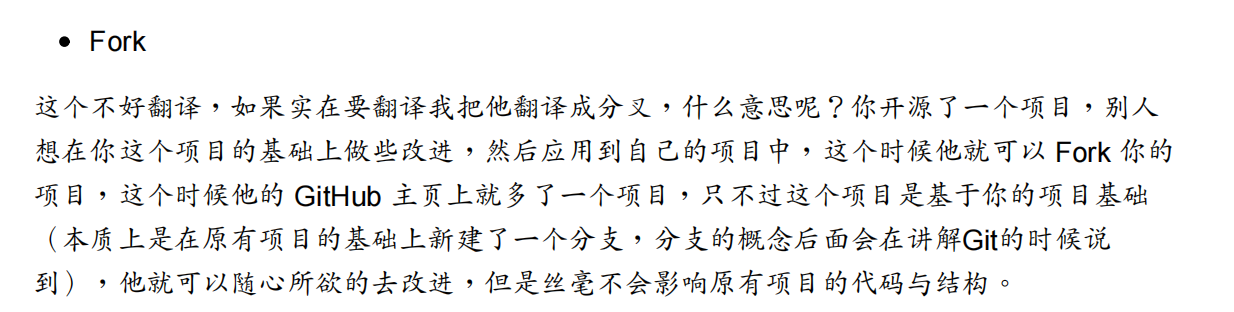 • Fork
这个不好翻译，如果实在要翻译我把他翻译成分叉，什么意思呢？你开源了一个项目，别人
想在你这个项目的基础上做些改进，然后应用到自己的项目中，这个时候他就可以 Fork 你的
项目，这个时候他的 GitHub 主页上就多了一个项目，只不过这个项目是基于你的项目基础
（本质上是在原有项目的基础上新建了一个分支，分支的概念后面会在讲解Git的时候说
到），他就可以随心所欲的去改进，但是丝毫不会影响原有项目的代码与结构。